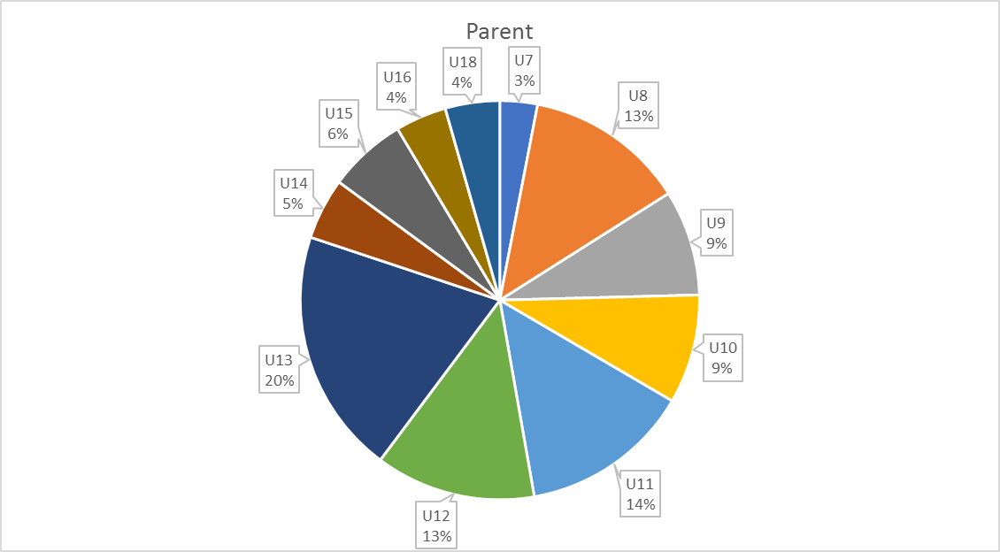 Parent
U7
3%
U8
13%
U9
9%
U10
9%
U11
14%
U12
13%
U13
20%
U14
5%
U15
6%
U16
4%
U18
4%